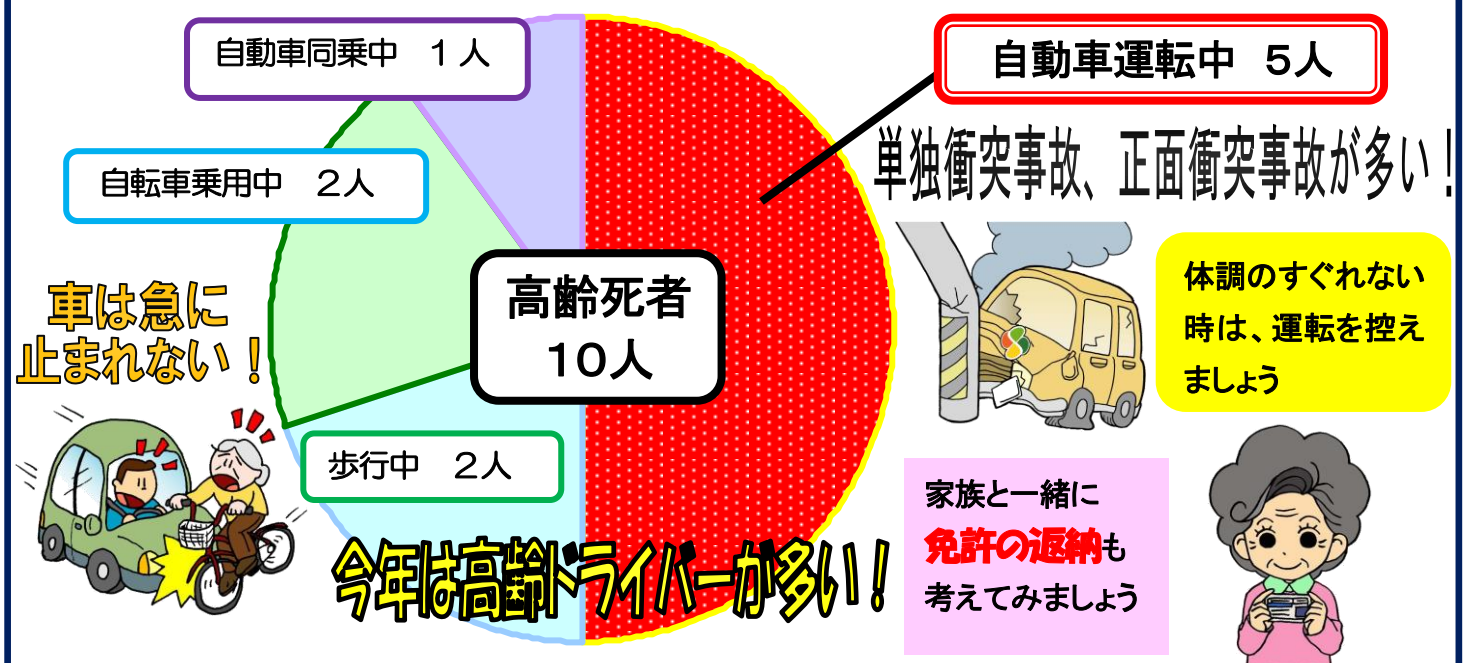 自動車同乗中　１人
自動車運転中　５人
単独衝突事故、正面衝突事故が多い！
自転車乗用中　２人
高齢死者
１０人
体調のすぐれない
時は、運転を控え
ましょう
車は急に
止まれない！
歩行中　２人
家族と一緒に
免許の返納も
考えてみましょう
今年は高齢ドライバーが多い！